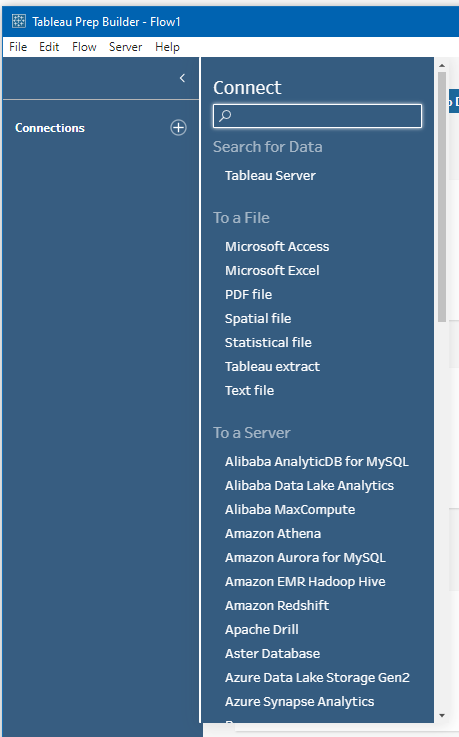 Tableau Prep Builder - Flow1
File Edit Flow Server Help
Connect
Connections
Search for Data
Tableau Server
To a File
Microsoft Access
Microsoft Excel
PDF file
Spatial file
Statistical file
Tableau extract
Text file
To a Server
Alibaba AnalyticDB for MySQL
Alibaba Data Lake Analytics
Alibaba MaxCompute
Amazon Athena
Amazon Aurora for MySQL
Amazon EMR Hadoop Hive
Amazon Redshift
Apache Drill
Aster Database
Azure Data Lake Storage Gen2
Azure Synapse Analytics